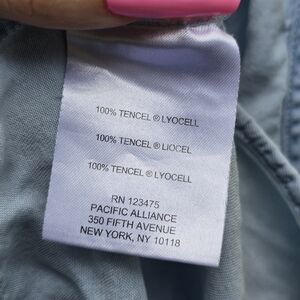 100% TENCEL ® LYOCELL
100% TENCEL ® LIOCEL
100% TENCEL ® LYOCELL
RN 123475
PACIFIC ALLIANCE
350 FIFTH AVENUE
NEW YORK, NY 10118